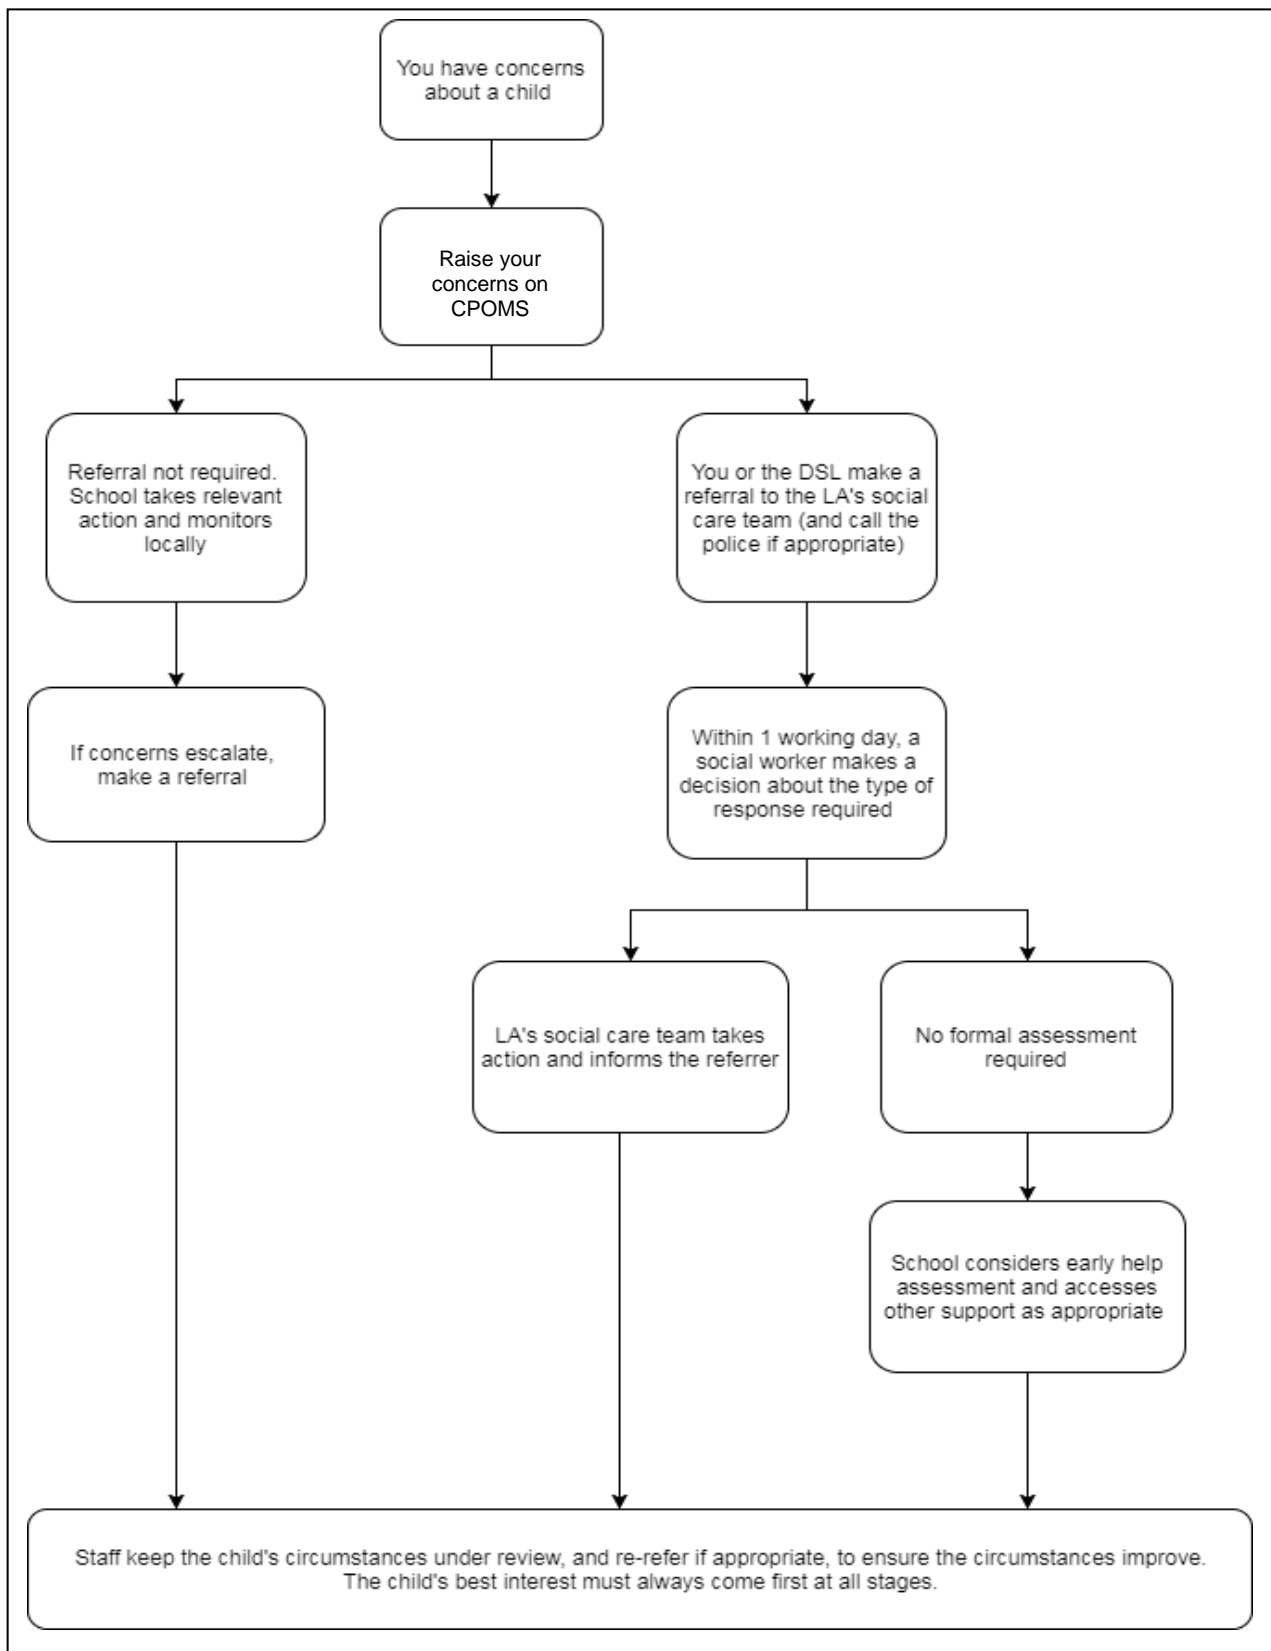 You have concerns
about a child
Raise your
concerns on
CPOMS
Referral not required.
School takes relevant
action and monitors
locally
You or the DSL make a
referral to the LA's social
care team (and call the
police if appropriate)
If concerns escalate,
make a referral
Within 1 working day, a
social worker makes a
decision about the type of
response required
LA's social care team takes
action and informs the referrer
No formal assessment
required
School considers early help
assessment and accesses
other support as appropriate
Staff keep the child's circumstances under review, and re-refer if appropriate, to ensure the circumstances improve.
The child's best interest must always come first at all stages.